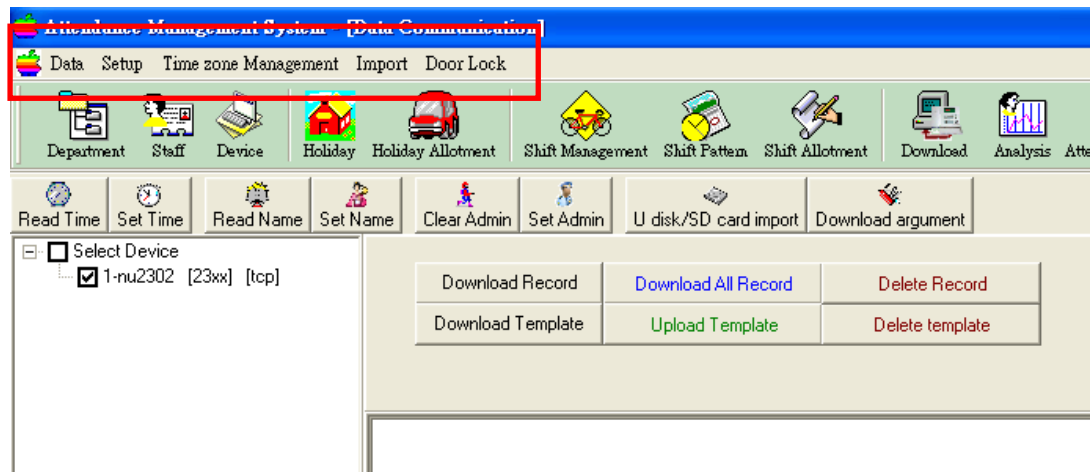 Attendance Management System - [Data Communication]
Data Setup Time zone Management Import Door Lock
Department Staff Device Holiday Holiday Allotment Shift Management Shift Pattern Shift Allotment Download Analysis Atte
Read Time Set Time Read Name Set Name Clear Admin Set Admin U disk/SD card import Download argument
Select Device
1-nu2302 [23xx] [tcp]
Download Record Download All Record Delete Record
Download Template Upload Template Delete template